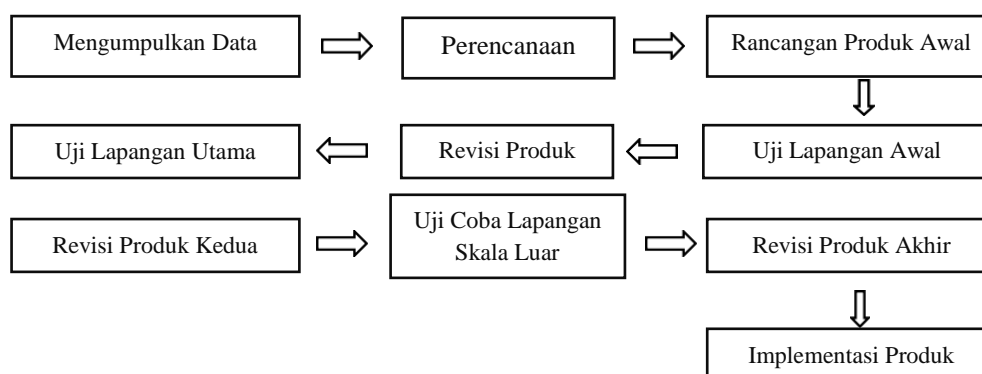 Mengumpulkan Data
Perencanaan
Rancangan Produk Awal
Uji Lapangan Awal
Revisi Produk
Uji Lapangan Utama
Revisi Produk Kedua
Uji Coba Lapangan
Skala Luar
Revisi Produk Akhir
Implementasi Produk